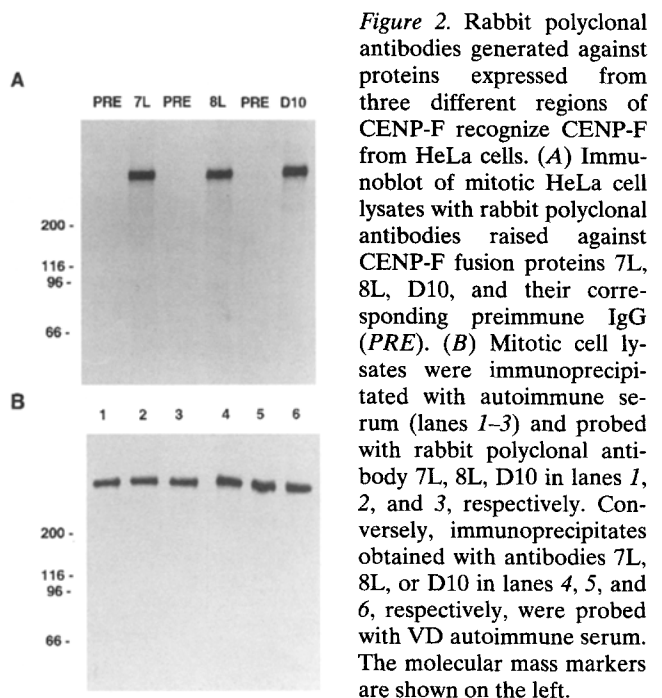 A
PRE 7L PRE 8L PRE D10
200 -
116 -
96 -
66 -
B
1 2 3 4 5 6
200 -
116 -
96 -
66 -
Figure 2. Rabbit polyclonal
antibodies generated against
proteins expressed from
three different regions of
CENP-F recognize CENP-F
from HeLa cells. (A) Immu-
noblot of mitotic HeLa cell
lysates with rabbit polyclonal
antibodies raised against
CENP-F fusion proteins 7L,
8L, D10, and their corre-
sponding preimmune IgG
(PRE). (B) Mitotic cell ly-
sates were immunoprecipi-
tated with autoimmune se-
rum (lanes 1–3) and probed
with rabbit polyclonal anti-
body 7L, 8L, D10 in lanes 1,
2, and 3, respectively. Con-
versely, immunoprecipitates
obtained with antibodies 7L,
8L, or D10 in lanes 4, 5, and
6, respectively, were probed
with VD autoimmune serum.
The molecular mass markers
are shown on the left.